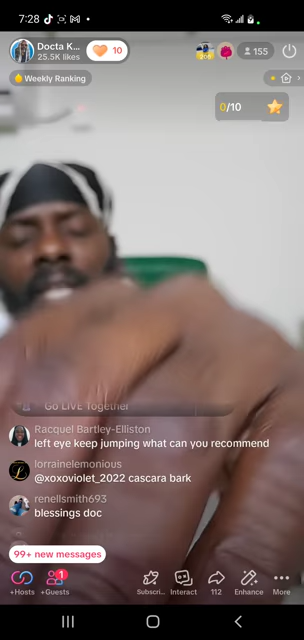 7:28
Docta K...
25.5K likes
10
155
Weekly Ranking
0/10
Go LIVE Together
Racquel Bartley-Elliston
left eye keep jumping what can you recommend
lorrainelemonious
@xoxoviolet_2022 cascara bark
renellsmith693
blessings doc
99+ new messages
1
+Hosts
+Guests
Subscri...
Interact
112
Enhance
More